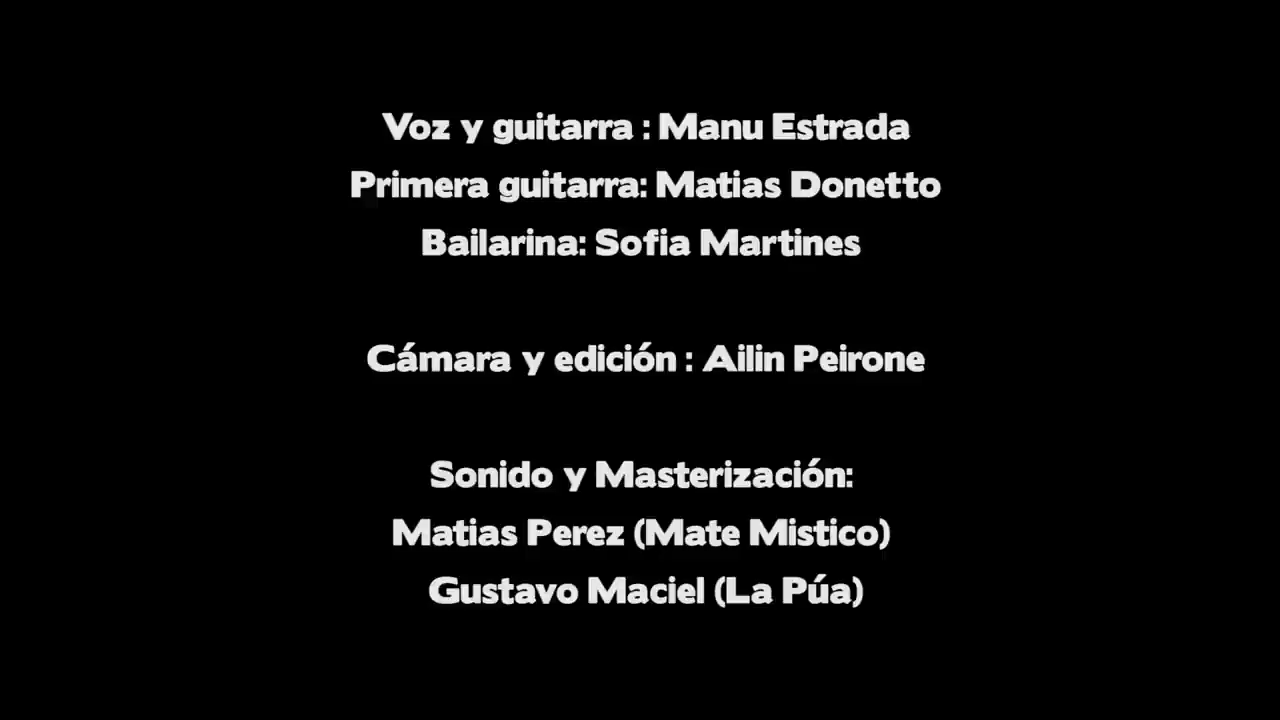 Voz y guitarra : Manu Estrada
Primera guitarra: Matias Donetto
Bailarina: Sofia Martines
Cámara y edición : Ailin Peirone
Sonido y Masterización:
Matias Perez (Mate Mistico)
Gustavo Maciel (La Púa)